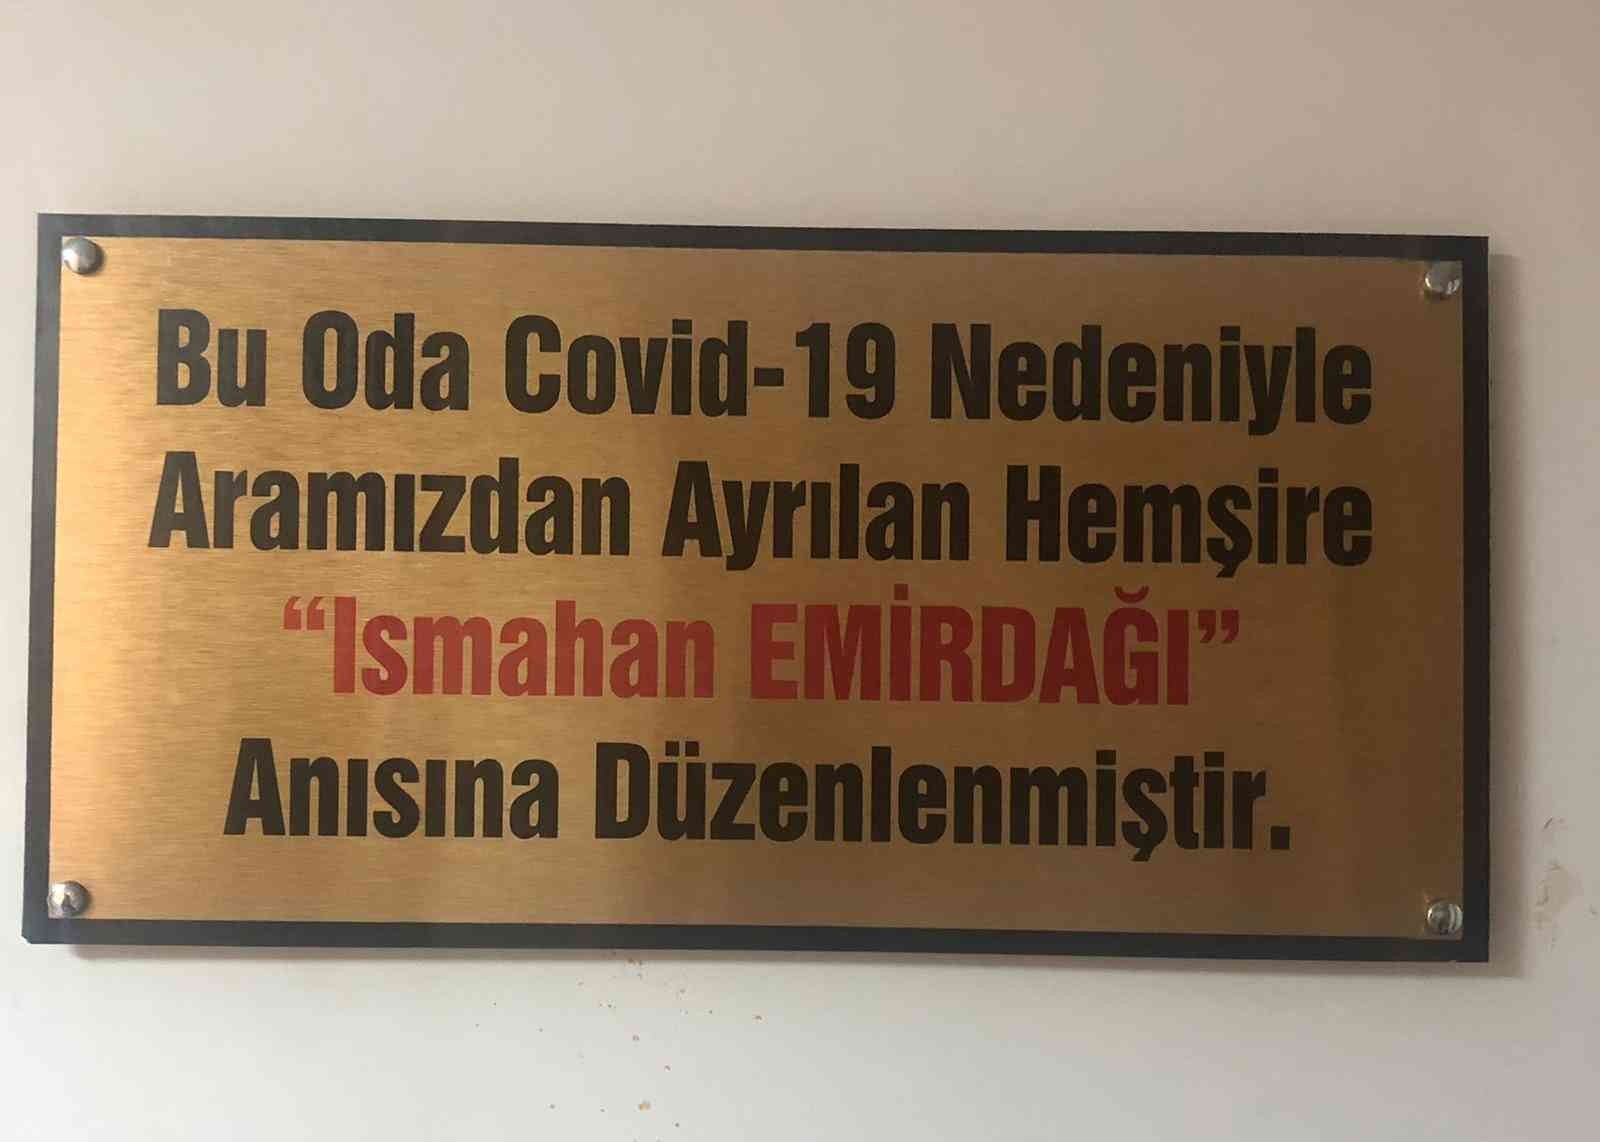 Bu Oda Covid-19 Nedeniyle
Aramızdan Ayrılan Hemşire
“Ismahan EMİRDAĞI”
Anısına Düzenlenmiştir.